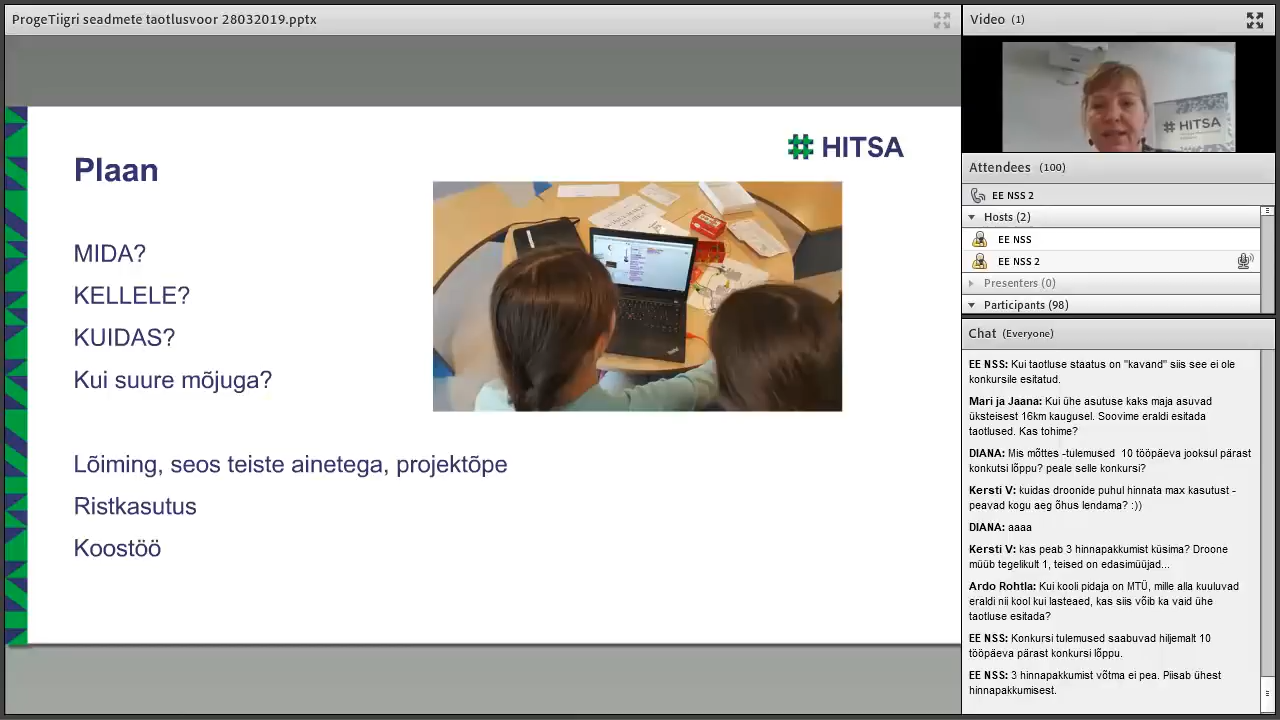 ProgeTiigri seadmete taotlusvoor 28032019.pptx
Plaan
# HITSA
MIDA?
KELLELE?
KUIDAS?
Kui suure mõjuga?
Lõiming, seos teiste ainetega, projektõpe
Ristkasutus
Koostöö
Video (1)
# HITSA
Attendees (100)
EE NSS 2
Hosts (2)
EE NSS
EE NSS 2
Presenters (0)
Participants (98)
Chat (Everyone)
EE NSS: Kui taotluse staatus on "kavand" siis see ei ole
konkursile esitatud.
Mari ja Jaana: Kui ühe asutuse kaks maja asuvad
üksteisest 16km kaugusel. Soovime eraldi esitada
taotlused. Kas tohime?
DIANA: Mis mõttes -tulemused 10 tööpäeva jooksul pärast
konkutsi lõppu? peale selle konkursi?
Kersti V: kuidas droonide puhul hinnata max kasutust -
peavad kogu aeg õhus lendama? :))
DIANA: aaaa
Kersti V: kas peab 3 hinnapakkumist küsima? Droone
müüb tegelikult 1, teised on edasimüüjad...
Ardo Rohtla: Kui kooli pidaja on MTÜ, mille alla kuuluvad
eraldi nii kool kui lasteaed, kas siis võib ka vaid ühe
taotluse esitada?
EE NSS: Konkursi tulemused saabuvad hiljemalt 10
tööpäeva pärast konkursi lõppu.
EE NSS: 3 hinnapakkumist võtma ei pea. Piisab ühest
hinnapakkumisest.